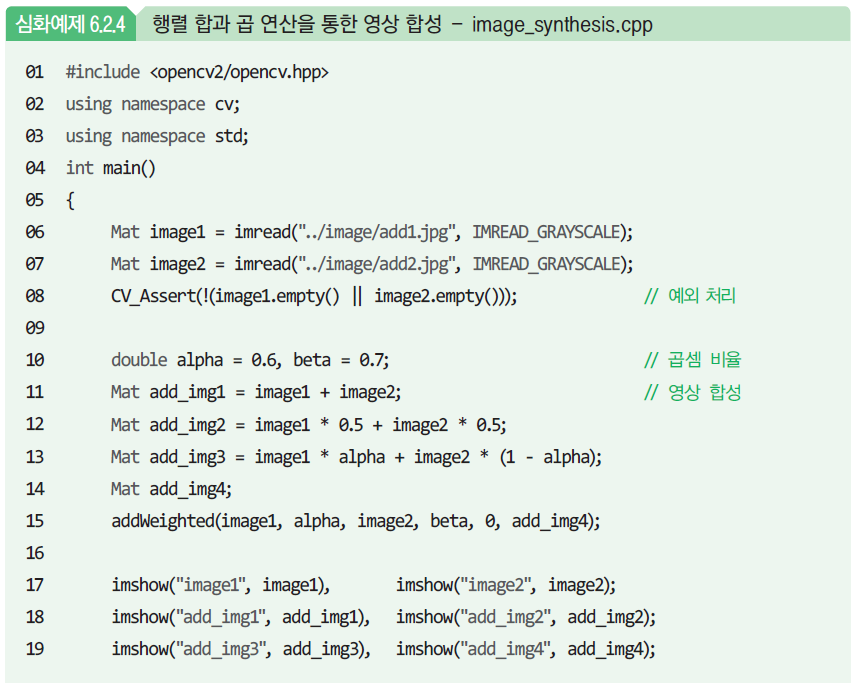 심화예제 6.2.4 행렬 합과 곱 연산을 통한 영상 합성 - image_synthesis.cpp
01 #include <opencv2/opencv.hpp>
02 using namespace cv;
03 using namespace std;
04 int main()
05 {
06 Mat image1 = imread("../image/add1.jpg", IMREAD_GRAYSCALE);
07 Mat image2 = imread("../image/add2.jpg", IMREAD_GRAYSCALE);
08 CV_Assert(!(image1.empty() || image2.empty())); // 예외 처리
09
10 double alpha = 0.6, beta = 0.7; // 곱셈 비율
11 Mat add_img1 = image1 + image2; // 영상 합성
12 Mat add_img2 = image1 * 0.5 + image2 * 0.5;
13 Mat add_img3 = image1 * alpha + image2 * (1 - alpha);
14 Mat add_img4;
15 addWeighted(image1, alpha, image2, beta, 0, add_img4);
16
17 imshow("image1", image1), imshow("image2", image2);
18 imshow("add_img1", add_img1), imshow("add_img2", add_img2);
19 imshow("add_img3", add_img3), imshow("add_img4", add_img4);